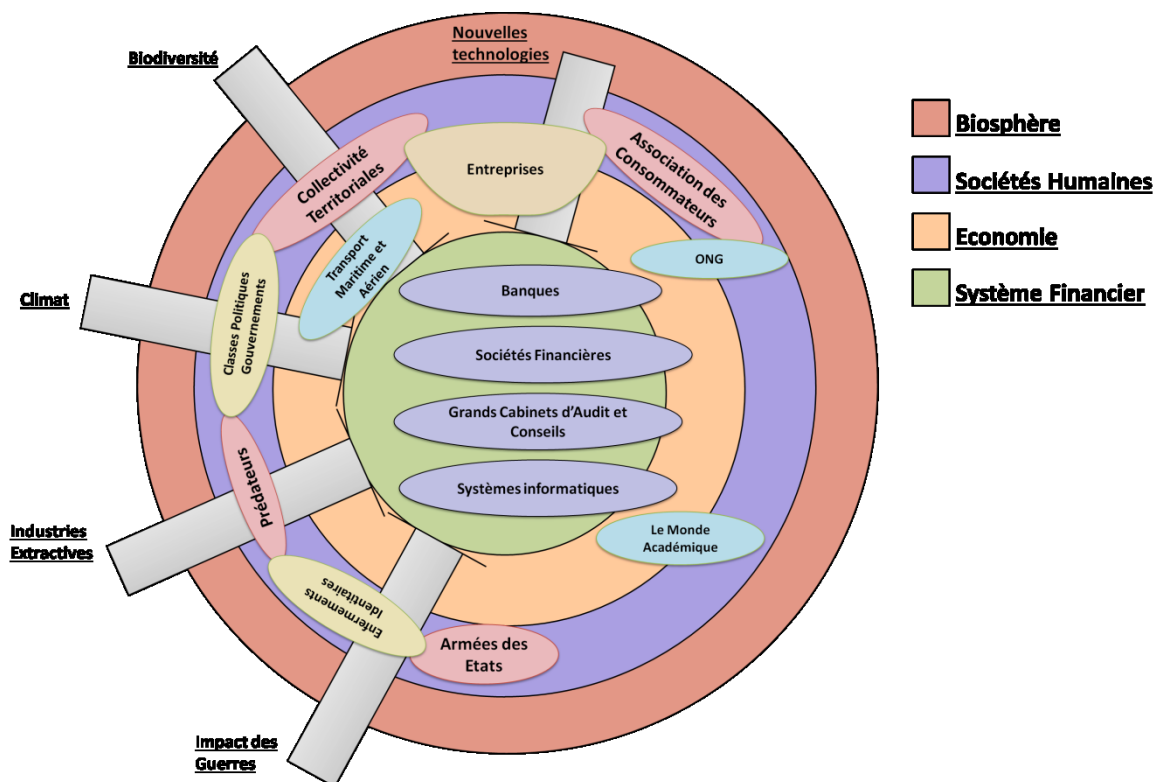 Nouvelles
technologies
Biodiversité
Biosphère
Sociétés Humaines
Economie
Système Financier
Collectivité
Territoriales
Entreprises
Association des
Consommateurs
Transport
Maritime et
Aérien
ONG
Climat
Classes Politiques
Gouvernements
Banques
Sociétés Financières
Grands Cabinets d'Audit et
Conseils
Systèmes informatiques
Prédateurs
Industries
Extractives
Le Monde
Académique
Enfermements
Identitaires
Armées des
Etats
Impact des
Guerres